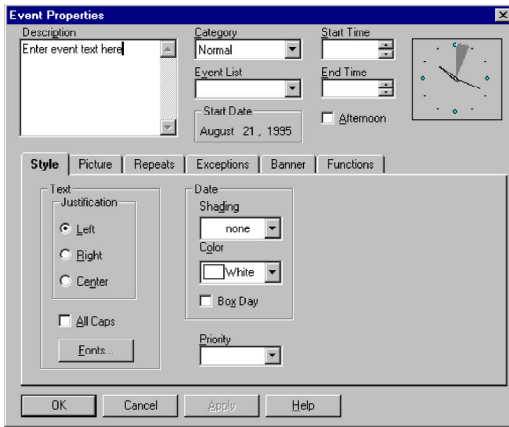 Event Properties
Description
Enter event text here
Category
Normal
Event List
Start Date
August 21, 1995
Start Time
End Time
Afternoon
Style Picture Repeats Exceptions Banner Functions
Text
Justification
Left
Right
Center
All Caps
Fonts...
Date
Shading
none
Color
White
Box Day
Priority
OK Cancel Apply Help